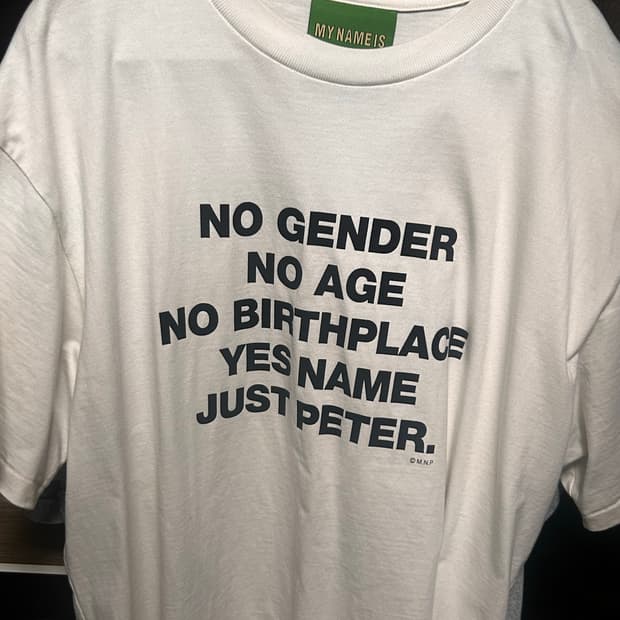 MY NAME IS
NO GENDER
NO AGE
NO BIRTHPLACE
YES NAME
JUST PETER.
© M.N.P